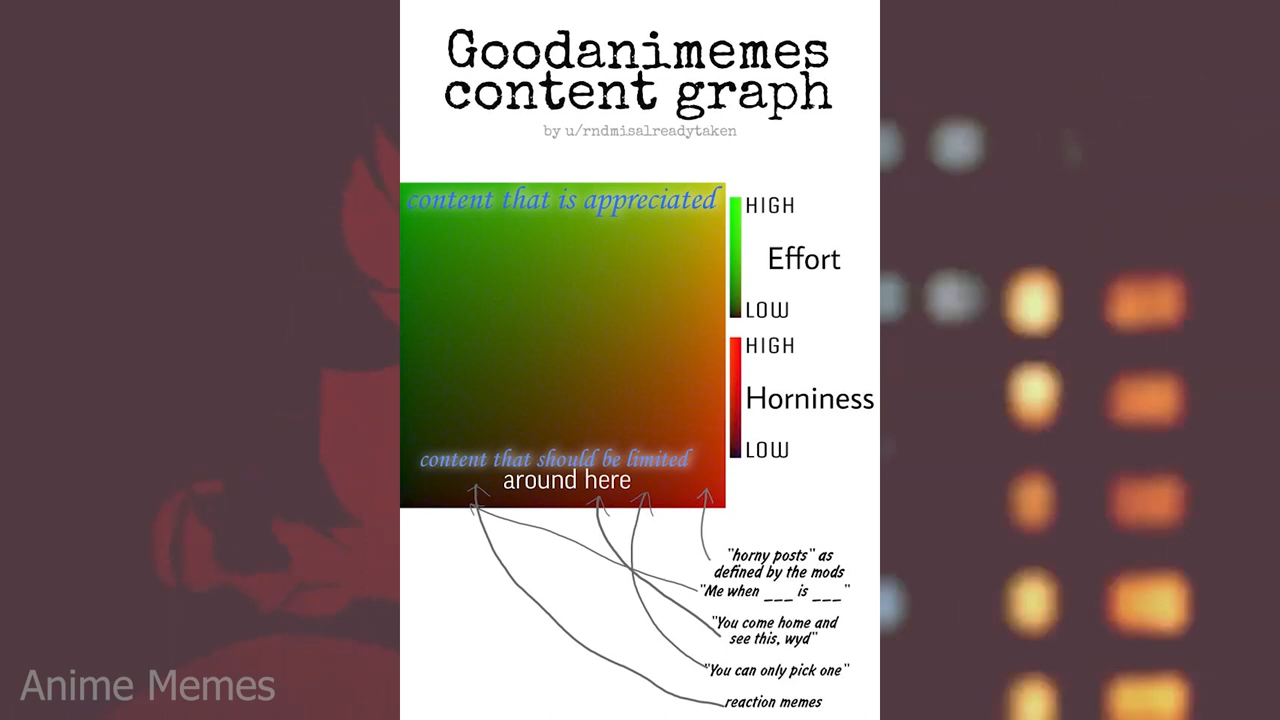 Goodanimemes
content graph
by u/rndmisalreadytaken
content that is appreciated
HIGH
Effort
LOW
HIGH
Horniness
LOW
content that should be limited
around here
"horny posts" as
defined by the mods
"Me when ___ is ___"
"You come home and
see this, wyd"
"You can only pick one"
reaction memes
Anime Memes